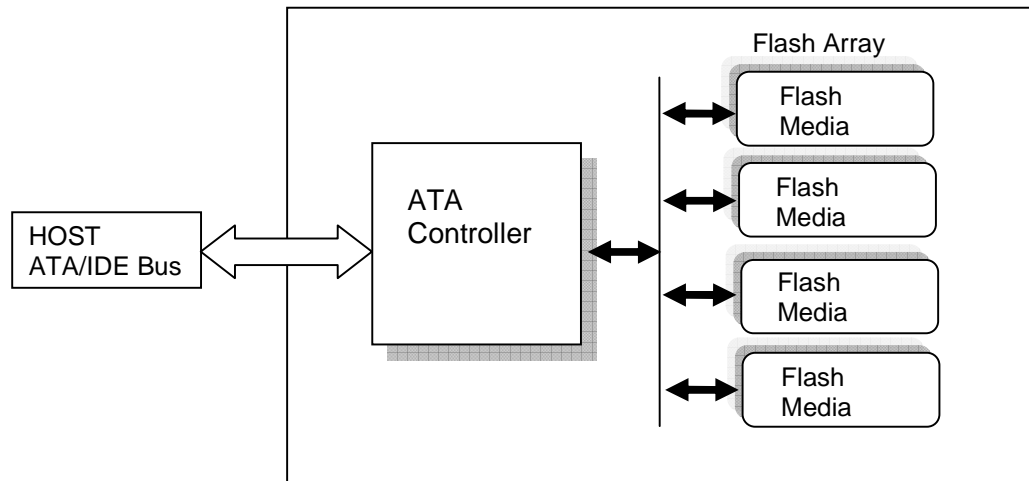 HOST
ATA/IDE Bus
ATA
Controller
Flash Array
Flash
Media
Flash
Media
Flash
Media
Flash
Media